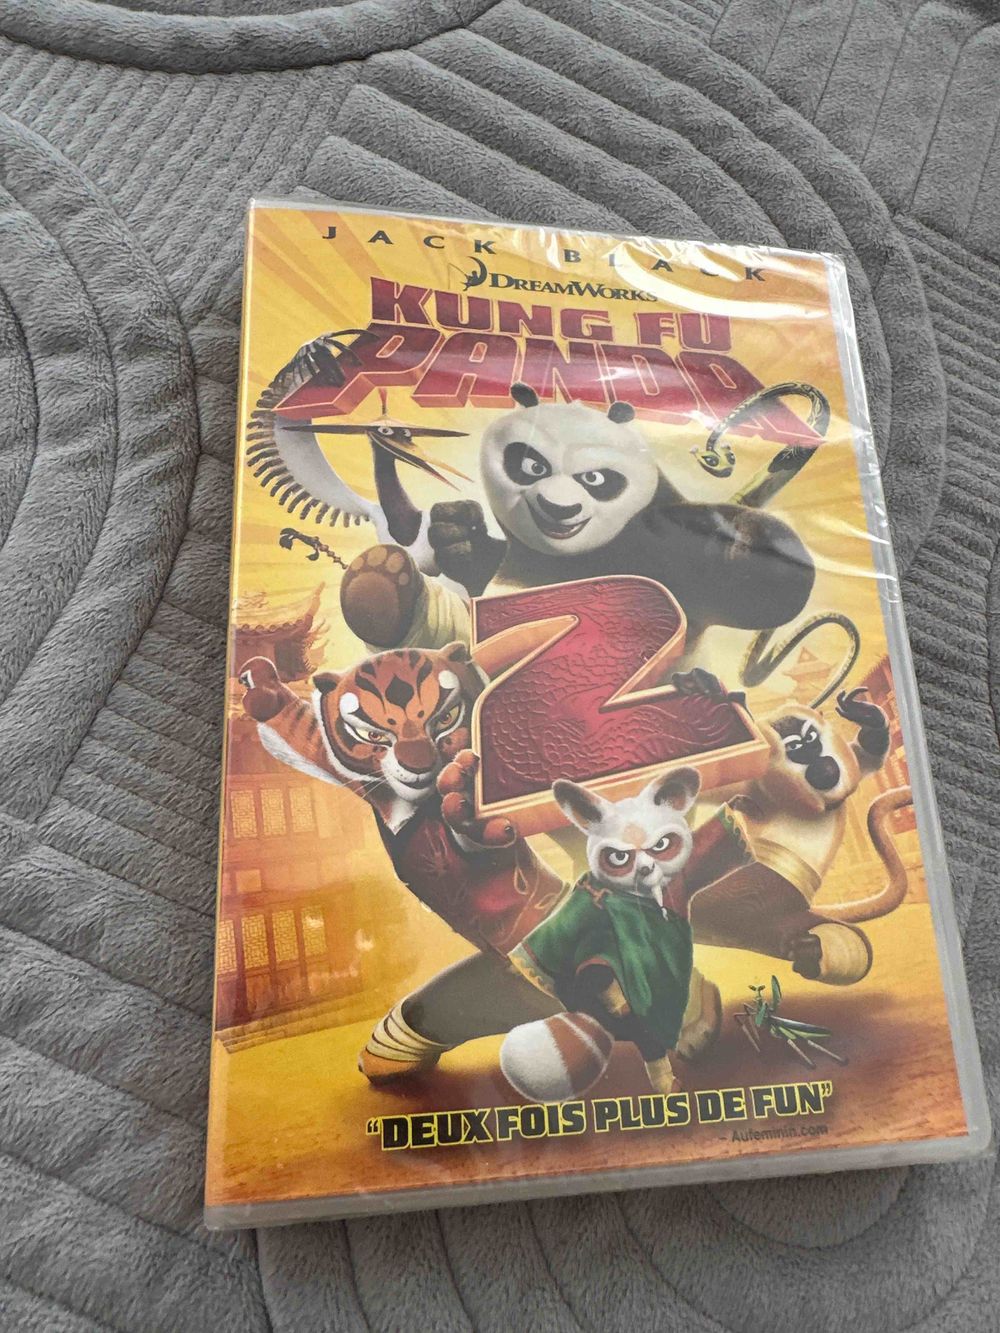 JACK BLACK
DREAMWORKS
KUNG FU
PANDA
2
"DEUX FOIS PLUS DE FUN"
- Aufeminin.com